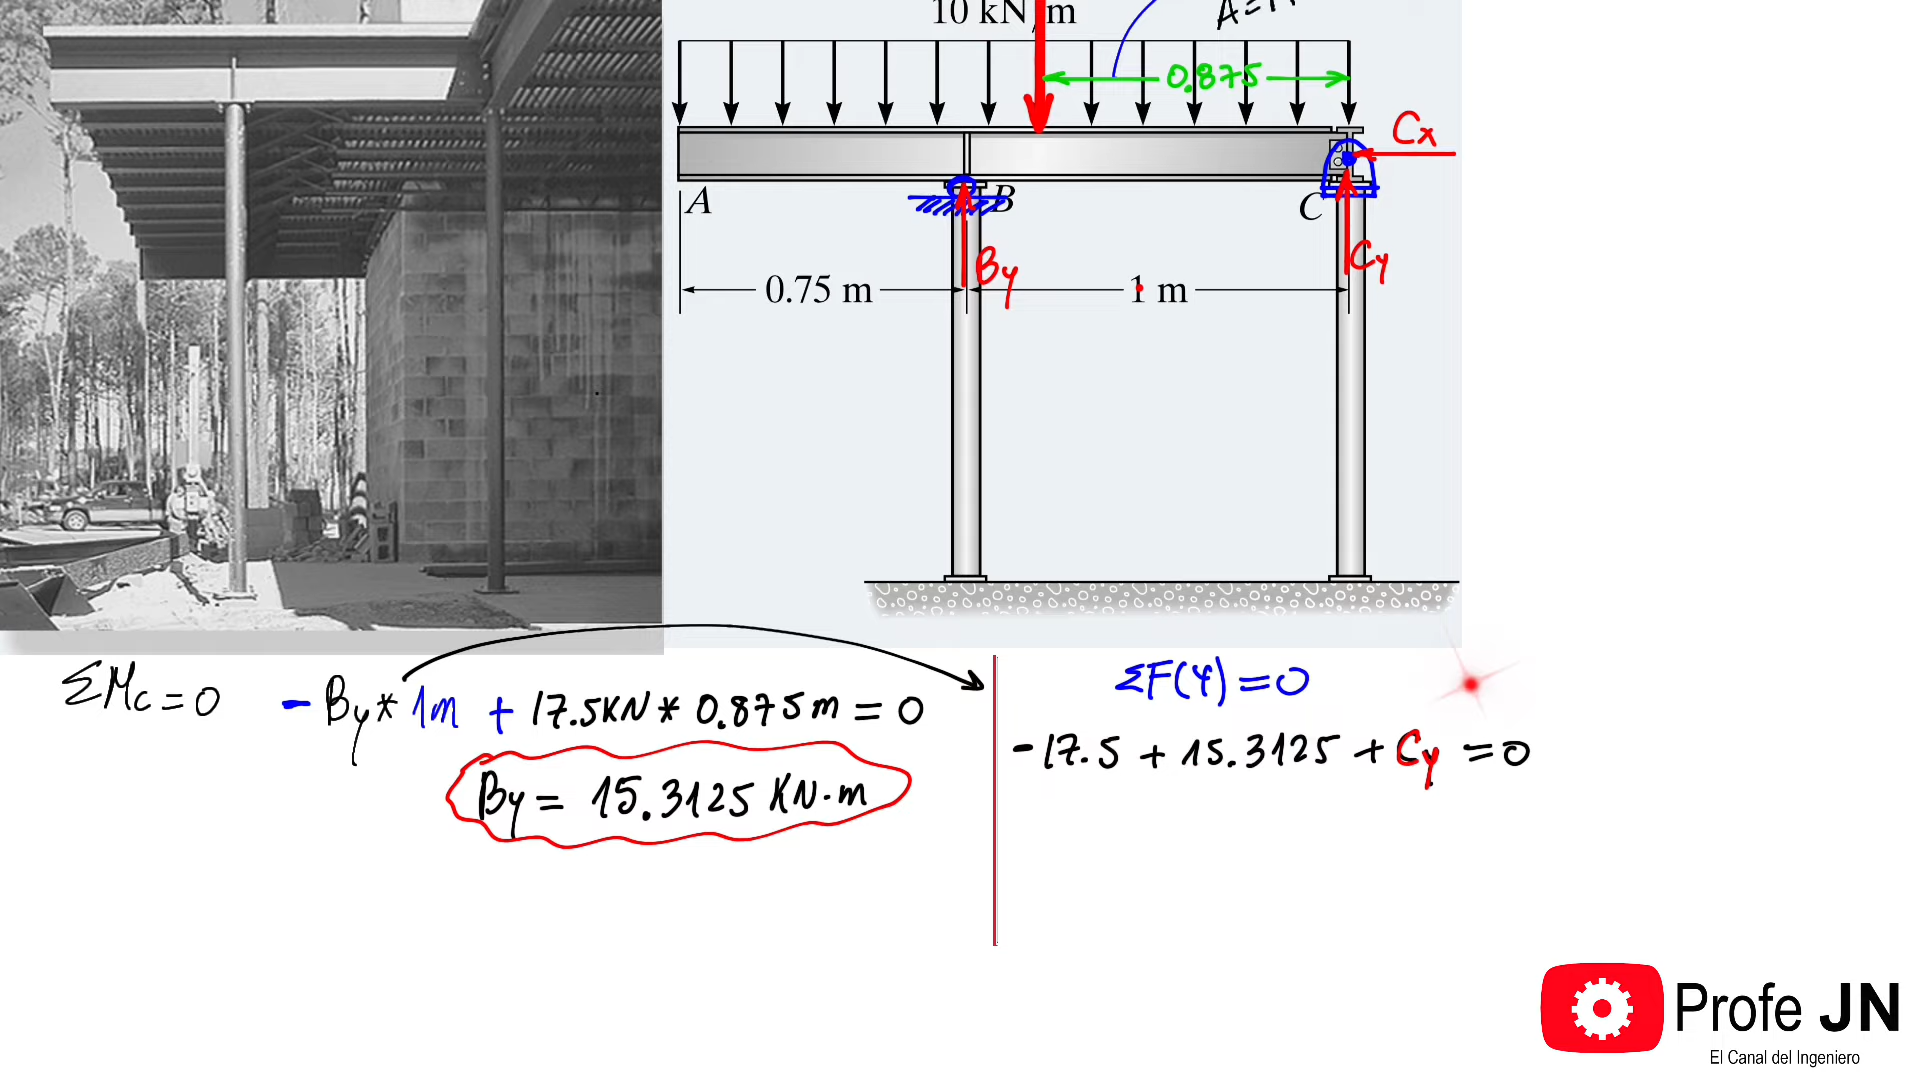 10 kN/m
A=
0.875
Cx
A
B
C
By
Cy
0.75 m
1 m
ΣMc=0
- By* 1m + 17.5KN * 0.875m = 0
By = 15.3125 KN·m
ΣF(Y)=0
-17.5 + 15.3125 + Cy = 0
Profe JN
El Canal del Ingeniero